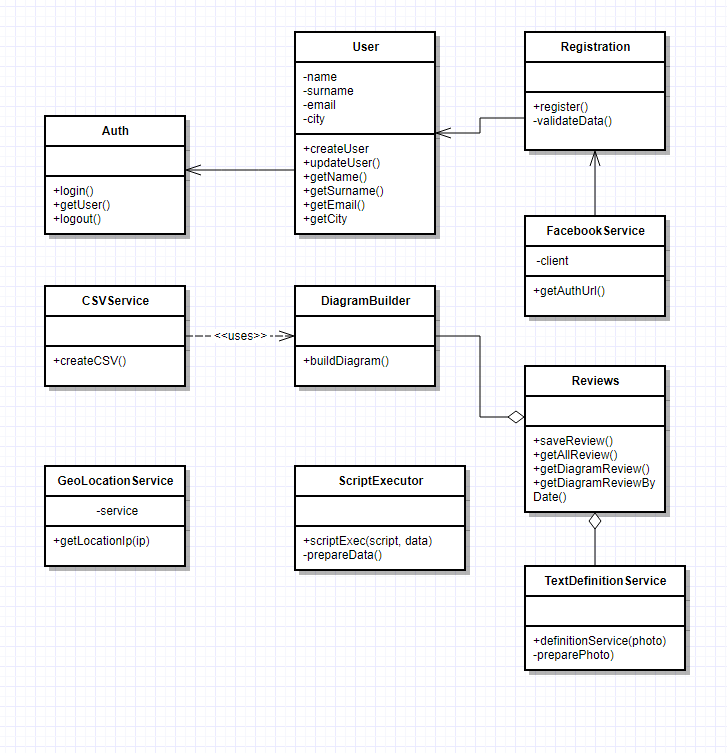 User
-name
-surname
-email
-city
+createUser
+updateUser()
+getName()
+getSurname()
+getEmail()
+getCity
Registration
+register()
-validateData()
Auth
+login()
+getUser()
+logout()
FacebookService
-client
+getAuthUrl()
CSVService
+createCSV()
<<uses>>
DiagramBuilder
+buildDiagram()
Reviews
+saveReview()
+getAllReview()
+getDiagramReview()
+getDiagramReviewBy
Date()
GeoLocationService
-service
+getLocationIp(ip)
ScriptExecutor
+scriptExec(script, data)
-prepareData()
TextDefinitionService
+definitionService(photo)
-preparePhoto)